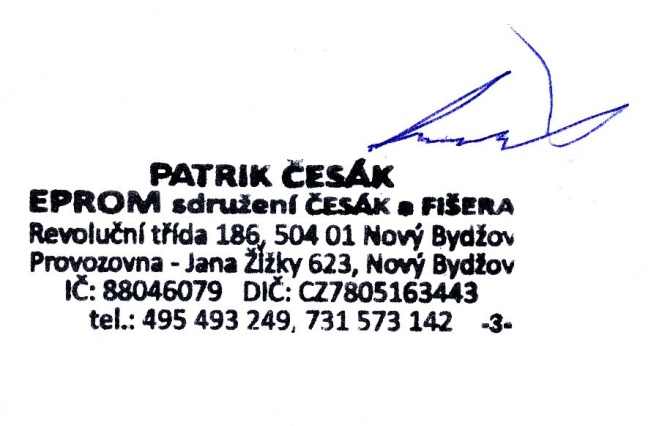 PATRIK ČESÁK
EPROM sdružení ČESÁK a FIŠERA
Revoluční třída 186, 504 01 Nový Bydžov
Provozovna - Jana Žižky 623, Nový Bydžov
IČ: 88046079 DIČ: CZ7805163443
tel.: 495 493 249, 731 573 142 -3-